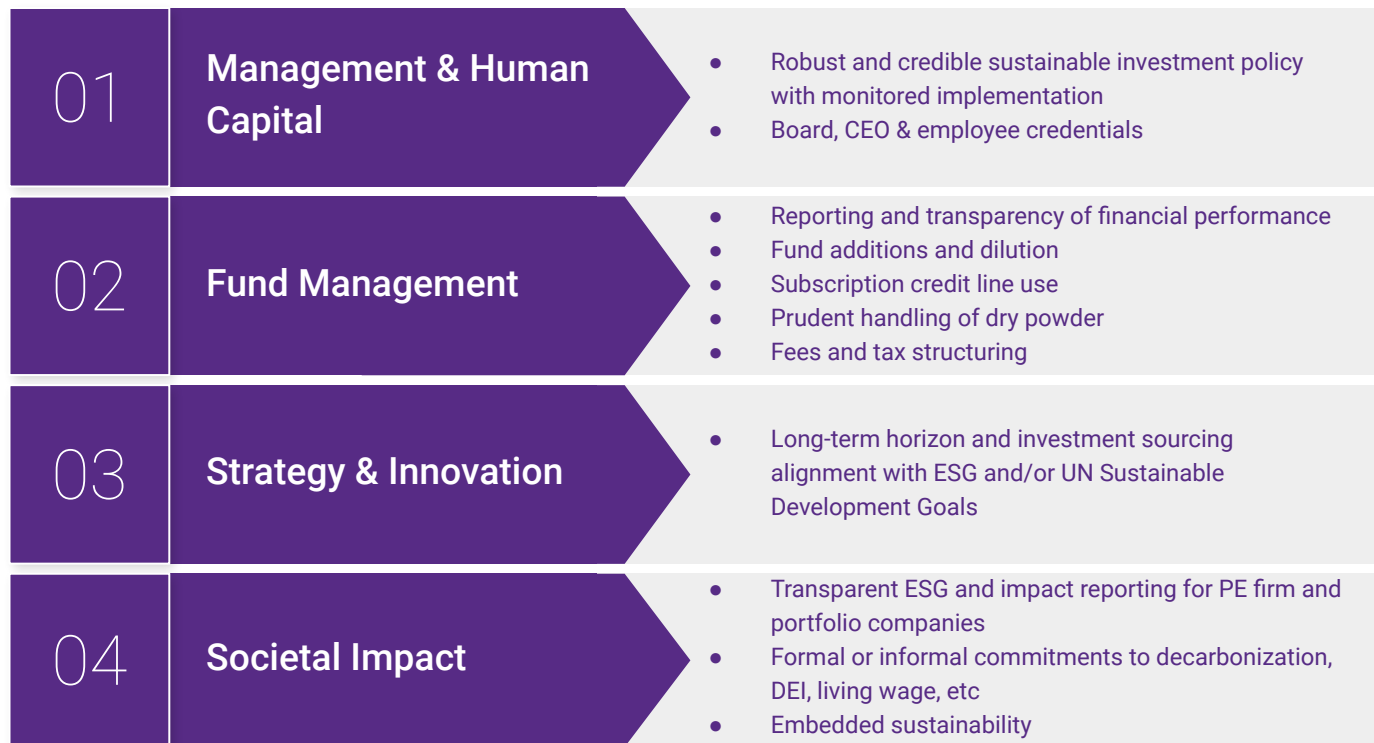 01
Management & Human
Capital
● Robust and credible sustainable investment policy
with monitored implementation
● Board, CEO & employee credentials
02
Fund Management
● Reporting and transparency of financial performance
● Fund additions and dilution
● Subscription credit line use
● Prudent handling of dry powder
● Fees and tax structuring
03
Strategy & Innovation
● Long-term horizon and investment sourcing
alignment with ESG and/or UN Sustainable
Development Goals
04
Societal Impact
● Transparent ESG and impact reporting for PE firm and
portfolio companies
● Formal or informal commitments to decarbonization,
DEI, living wage, etc
● Embedded sustainability